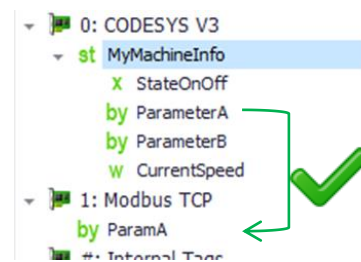 0: CODESYS V3
st MyMachineInfo
X StateOnOff
by ParameterA
by ParameterB
W CurrentSpeed
1: Modbus TCP
by ParamA
#: Internal Tags